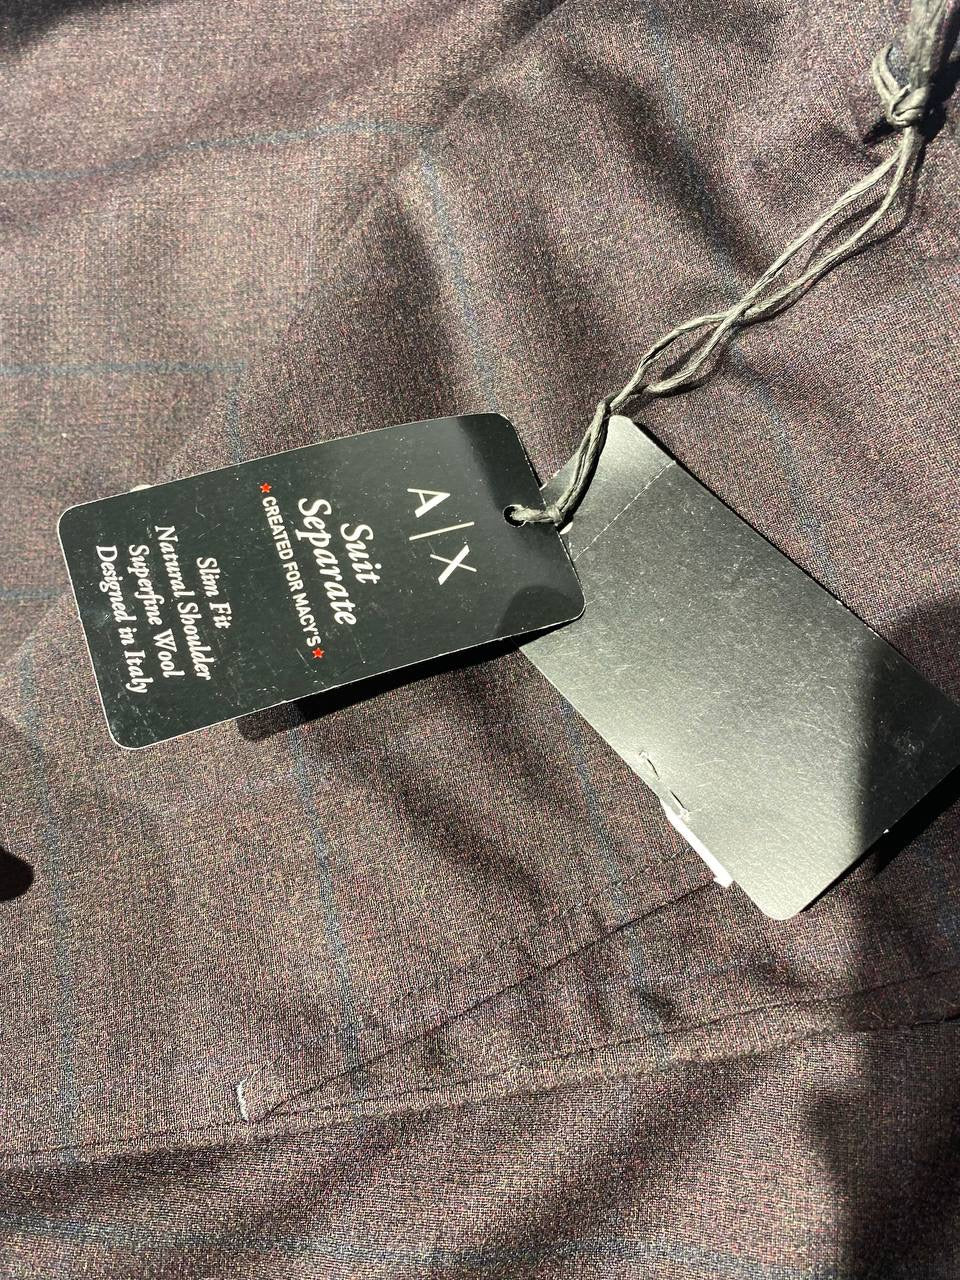 A|X
Suit
Separate
★ CREATED FOR MACY'S ★
Slim Fit
Natural Shoulder
Superfine Wool
Designed in Italy